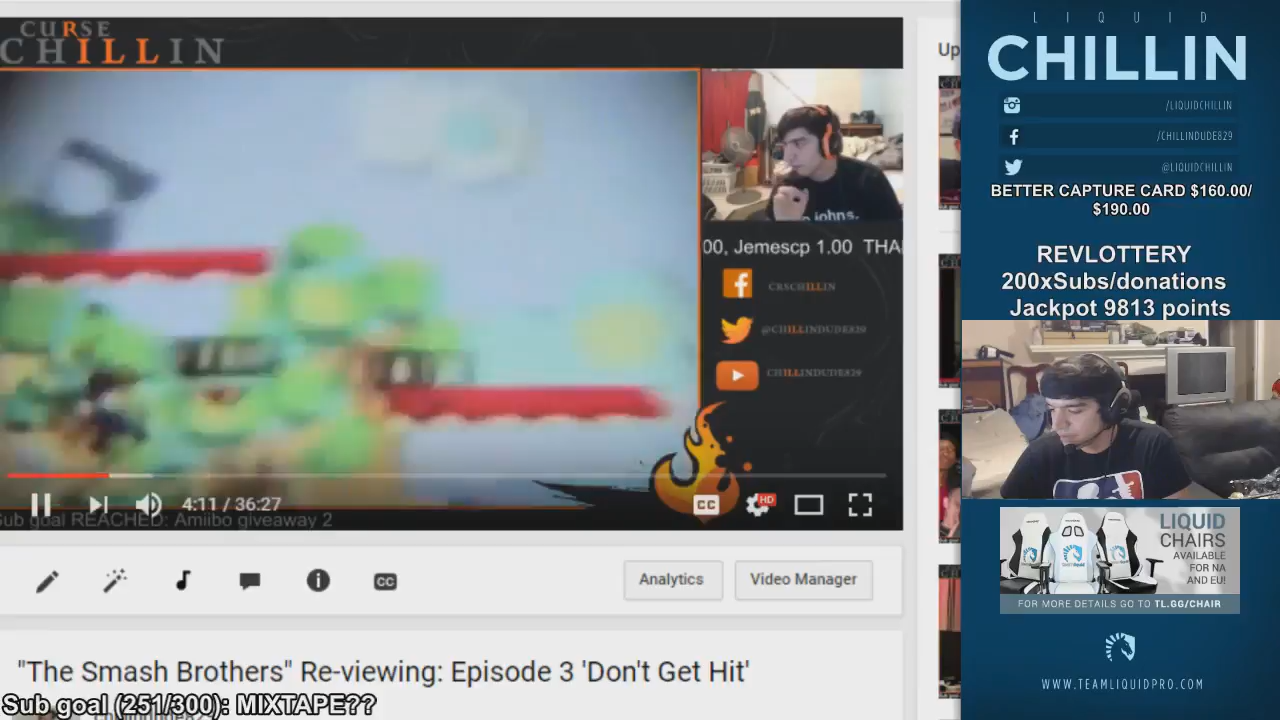 CURSE
CHILLIN
Up
00, Jemescp 1.00 THA
CRSCHILLIN
@CHILLINDUDE829
CHILLINDUDE829
4:11 / 36:27
CC
HD
Sub goal REACHED: Amiibo giveaway 2
CC
Analytics
Video Manager
"The Smash Brothers" Re-viewing: Episode 3 'Don't Get Hit'
Sub goal (251/300): MIXTAPE??
LIQUID
CHILLIN
/LIQUIDCHILLIN
/CHILLINDUDE829
@LIQUIDCHILLIN
BETTER CAPTURE CARD $160.00/
$190.00
REVLOTTERY
200xSubs/donations
Jackpot 9813 points
LIQUID
CHAIRS
AVAILABLE
FOR NA
AND EU!
FOR MORE DETAILS GO TO TL.GG/CHAIR
WWW.TEAMLIQUIDPRO.COM